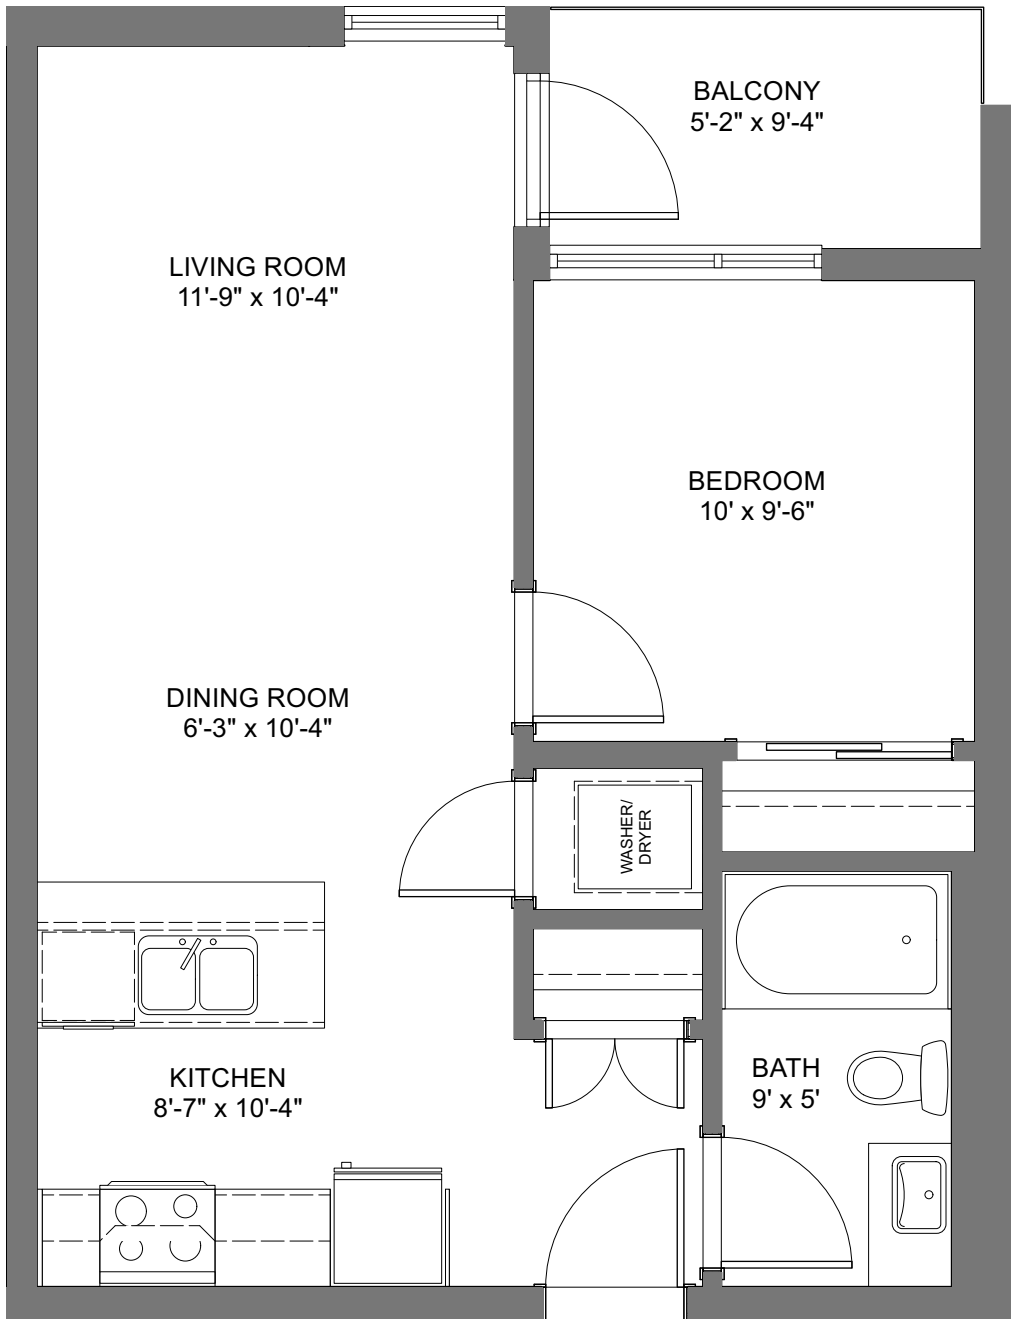 BALCONY
5'-2" x 9'-4"
LIVING ROOM
11'-9" x 10'-4"
BEDROOM
10' x 9'-6"
DINING ROOM
6'-3" x 10'-4"
WASHER/
DRYER
KITCHEN
8'-7" x 10'-4"
BATH
9' x 5'